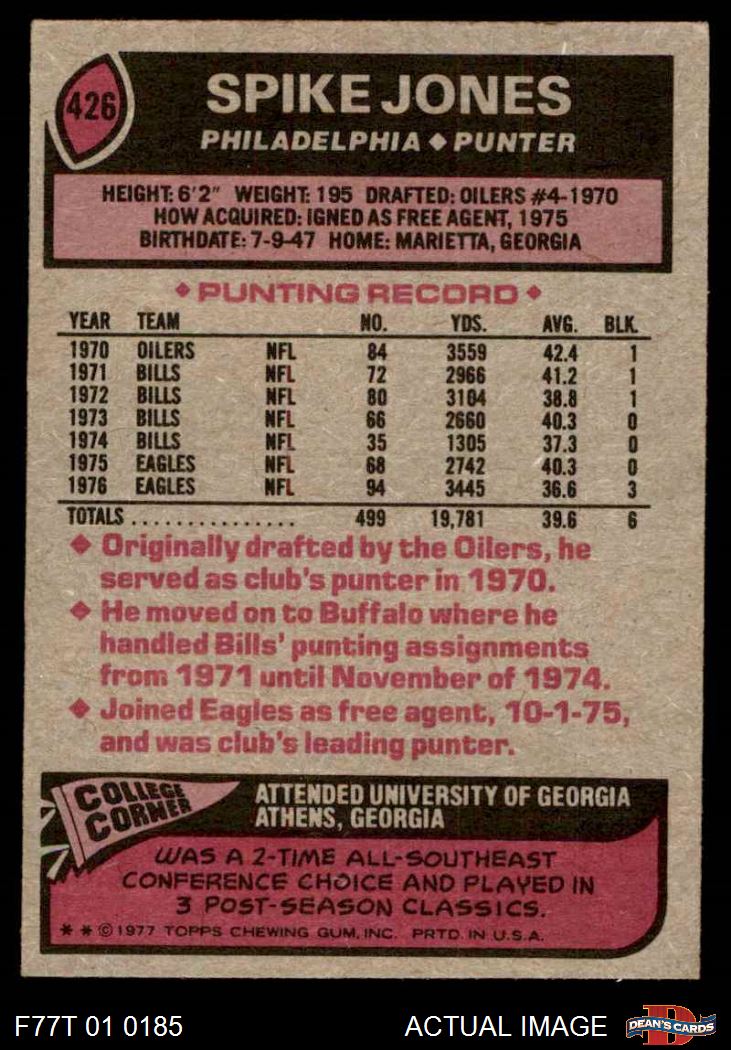 426
SPIKE JONES
PHILADELPHIA ◆ PUNTER
HEIGHT: 6'2" WEIGHT: 195 DRAFTED: OILERS #4-1970
HOW ACQUIRED: IGNED AS FREE AGENT, 1975
BIRTHDATE: 7-9-47 HOME: MARIETTA, GEORGIA
◆ PUNTING RECORD ◆
YEAR TEAM NO. YDS. AVG. BLK.
1970 OILERS NFL 84 3559 42.4 1
1971 BILLS NFL 72 2966 41.2 1
1972 BILLS NFL 80 3104 38.8 1
1973 BILLS NFL 66 2660 40.3 0
1974 BILLS NFL 35 1305 37.3 0
1975 EAGLES NFL 68 2742 40.3 0
1976 EAGLES NFL 94 3445 36.6 3
TOTALS ................ 499 19,781 39.6 6
◆ Originally drafted by the Oilers, he
served as club's punter in 1970.
◆ He moved on to Buffalo where he
handled Bills' punting assignments
from 1971 until November of 1974.
◆ Joined Eagles as free agent, 10-1-75,
and was club's leading punter.
COLLEGE
CORNER
ATTENDED UNIVERSITY OF GEORGIA
ATHENS, GEORGIA
WAS A 2-TIME ALL-SOUTHEAST
CONFERENCE CHOICE AND PLAYED IN
3 POST-SEASON CLASSICS.
* * © 1977 TOPPS CHEWING GUM, INC. PRTD. IN U.S.A.
F77T 01 0185 ACTUAL IMAGE
D
DEAN'S CARDS